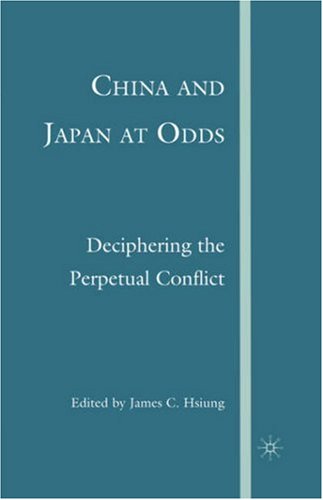 CHINA AND
JAPAN AT ODDS
Deciphering the
Perpetual Conflict
Edited by James C. Hsiung